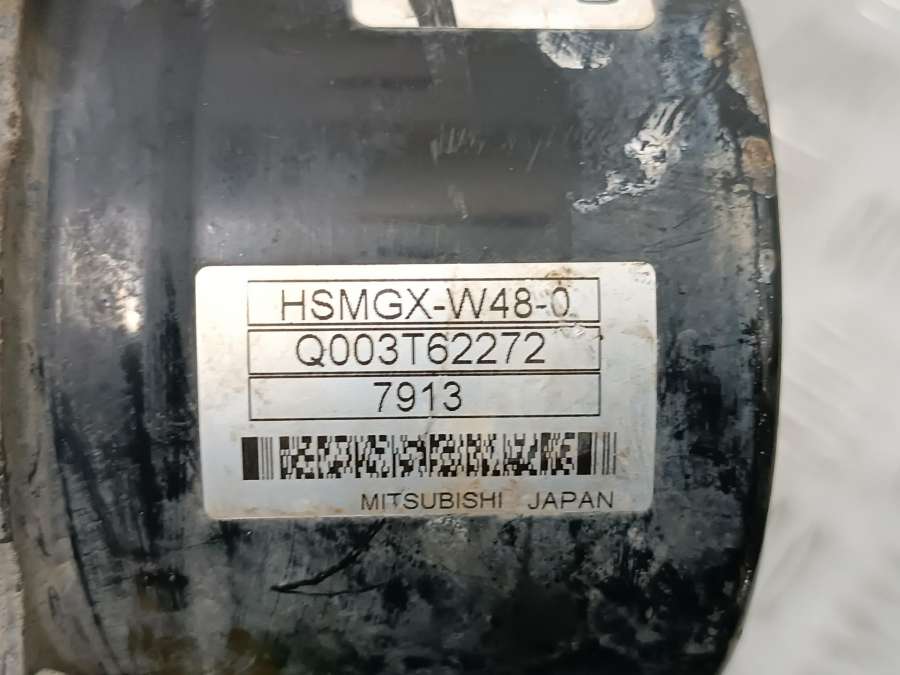 HSMGX-W48-0
Q003T62272
7913
MITSUBISHI JAPAN